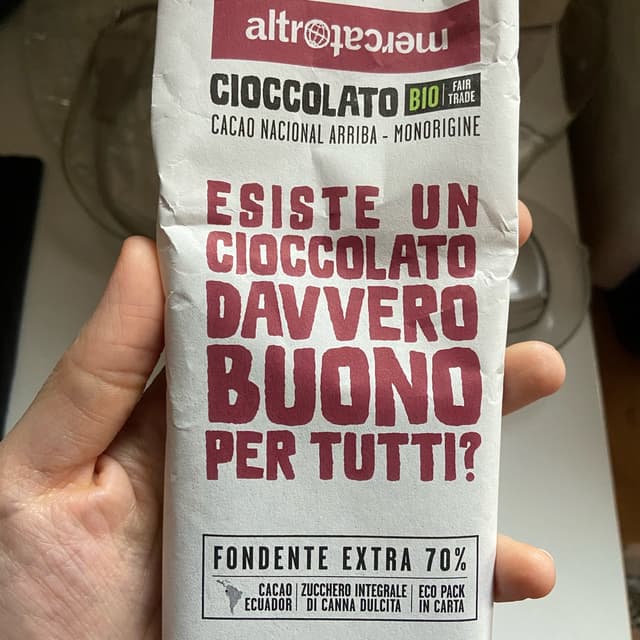 altromercato
CIOCCOLATO BIO FAIR TRADE
CACAO NACIONAL ARRIBA - MONORIGINE
ESISTE UN
CIOCCOLATO
DAVVERO
BUONO
PER TUTTI?
FONDENTE EXTRA 70%
CACAO ECUADOR
ZUCCHERO INTEGRALE DI CANNA DULCITA
ECO PACK IN CARTA